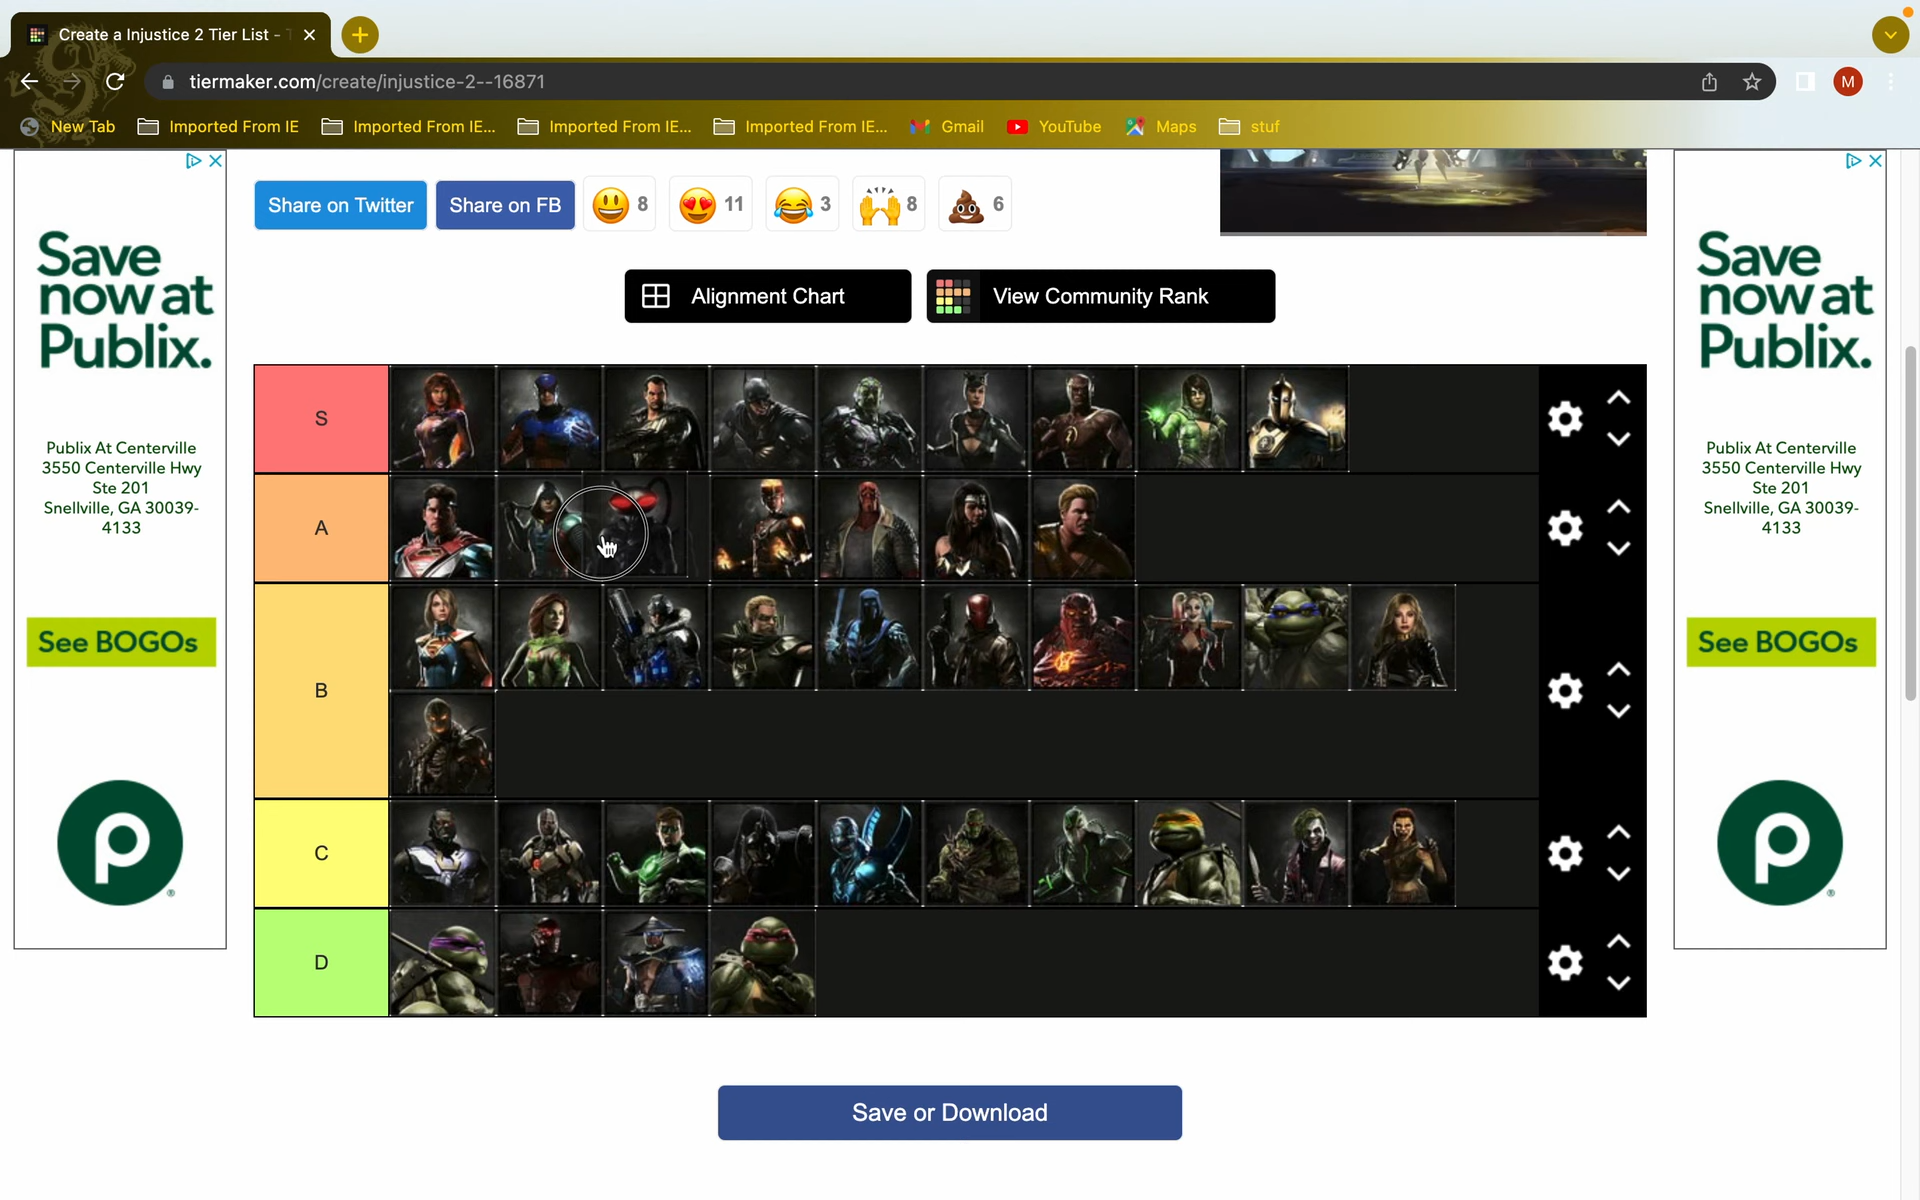 Create a Injustice 2 Tier List -
tiermaker.com/create/injustice-2--16871
M
New Tab
Imported From IE
Imported From IE...
Imported From IE...
Imported From IE...
Gmail
YouTube
Maps
stuf
Save
now at
Publix.
Publix At Centerville
3550 Centerville Hwy
Ste 201
Snellville, GA 30039-
4133
See BOGOs
Share on Twitter
Share on FB
8
11
3
8
6
Alignment Chart
View Community Rank
S
A
B
C
D
Save or Download
Save
now at
Publix.
Publix At Centerville
3550 Centerville Hwy
Ste 201
Snellville, GA 30039-
4133
See BOGOs